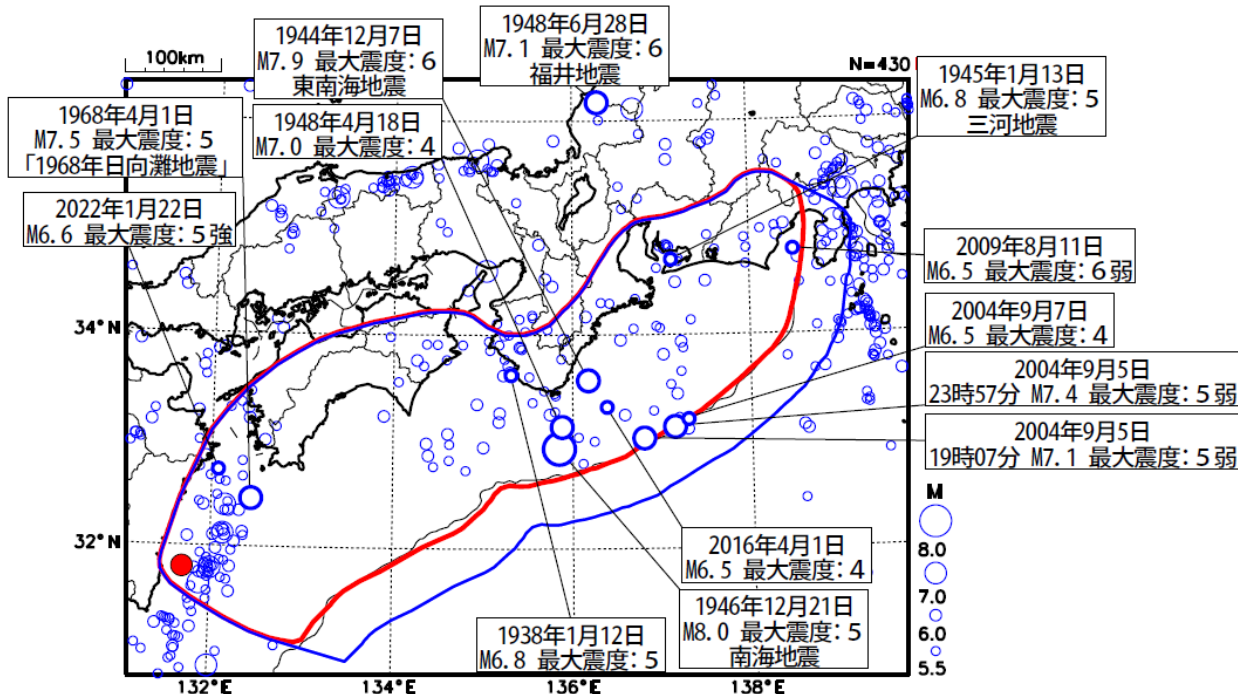 100km
N=430
1944年12月7日
M7.9 最大震度:6
東南海地震
1948年6月28日
M7.1 最大震度:6
福井地震
1945年1月13日
M6.8 最大震度:5
三河地震
1968年4月1日
M7.5 最大震度:5
「1968年日向灘地震」
1948年4月18日
M7.0 最大震度:4
2022年1月22日
M6.6 最大震度:5強
2009年8月11日
M6.5 最大震度:6弱
2004年9月7日
M6.5 最大震度:4
2004年9月5日
23時57分 M7.4 最大震度:5弱
2004年9月5日
19時07分 M7.1 最大震度:5弱
34°N
32°N
2016年4月1日
M6.5 最大震度:4
1946年12月21日
M8.0 最大震度:5
南海地震
1938年1月12日
M6.8 最大震度:5
M
8.0
7.0
6.0
5.5
132°E
134°E
136°E
138°E